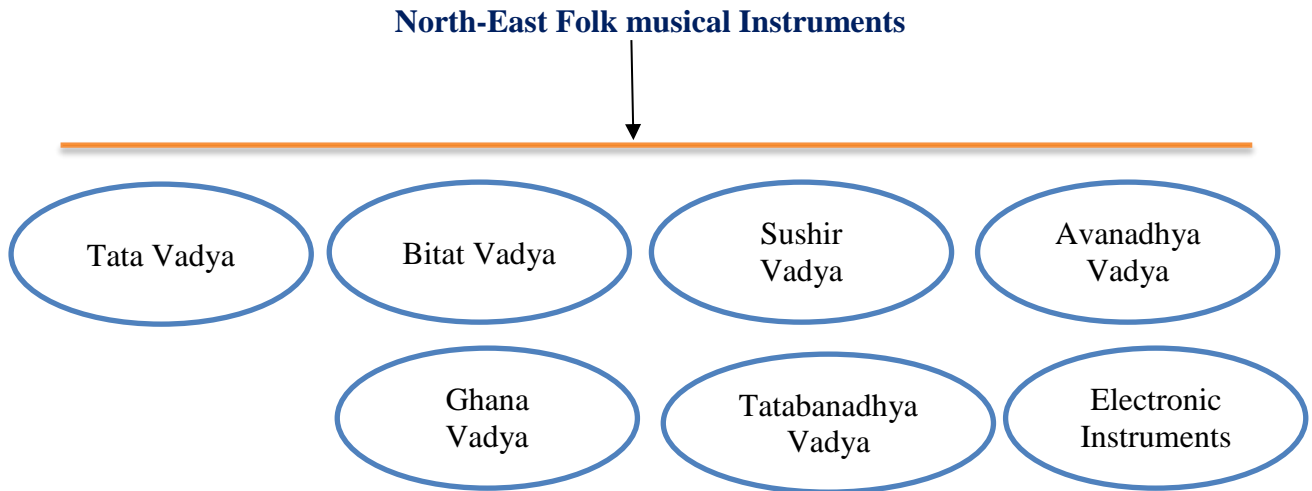 North-East Folk musical Instruments
Tata Vadya
Bitat Vadya
Sushir
Vadya
Avanadhya
Vadya
Ghana
Vadya
Tatabanadhya
Vadya
Electronic
Instruments